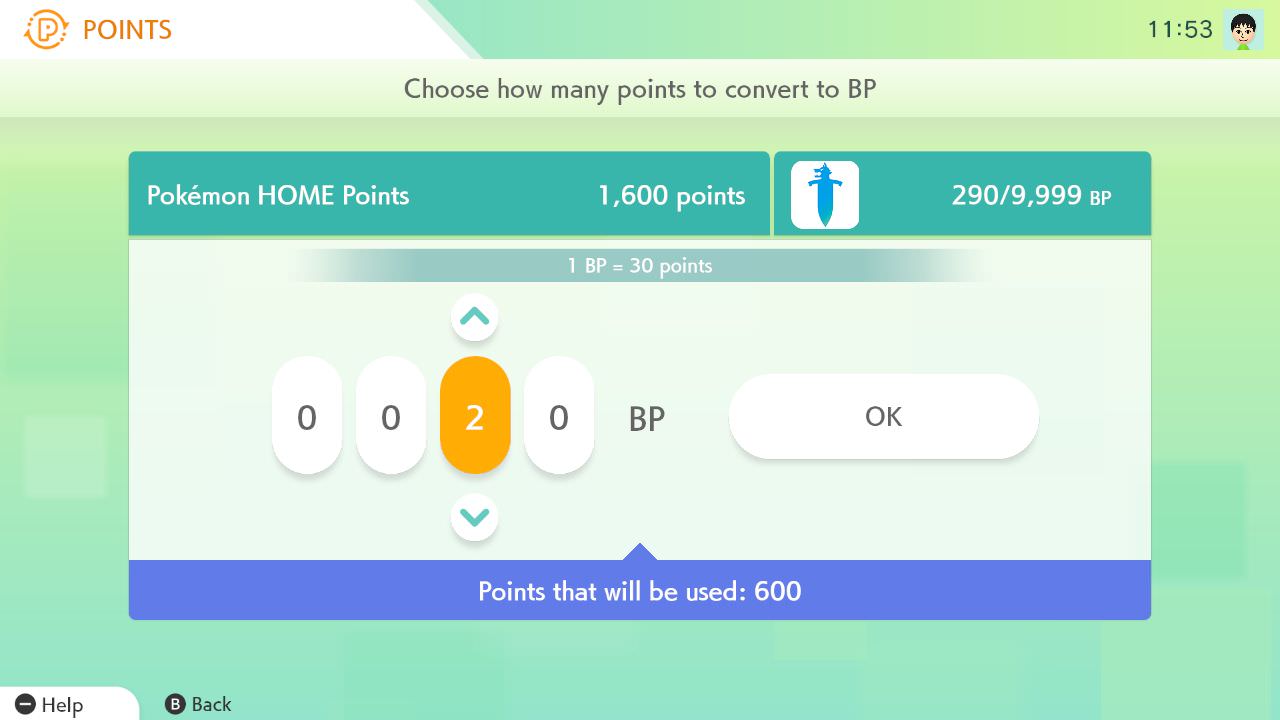 POINTS
11:53
Choose how many points to convert to BP
Pokémon HOME Points 1,600 points 290/9,999 BP
1 BP = 30 points
0 0 2 0 BP OK
Points that will be used: 600
Help B Back